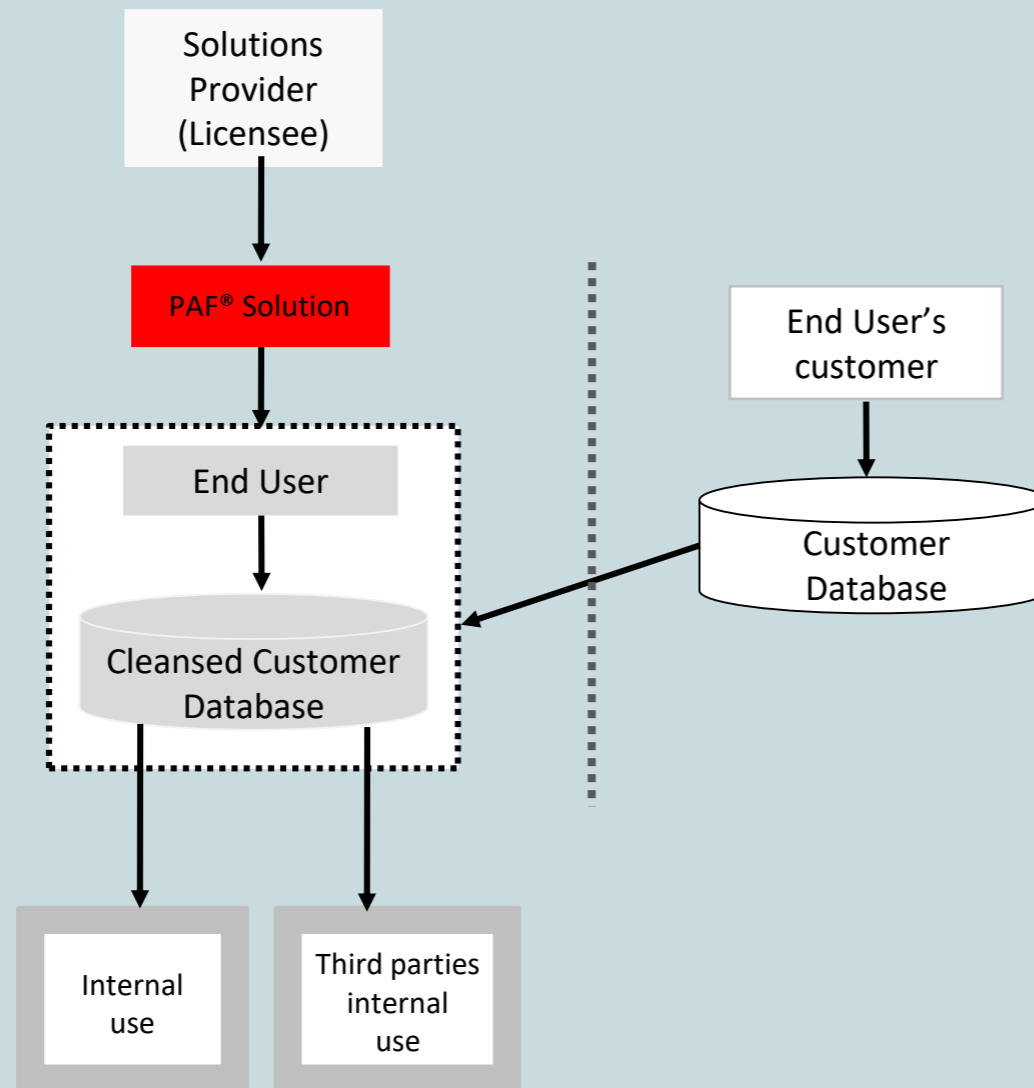 Solutions
Provider
(Licensee)
PAF® Solution
End User's
customer
End User
Customer
Database
Cleansed Customer
Database
Internal
use
Third parties
internal
use